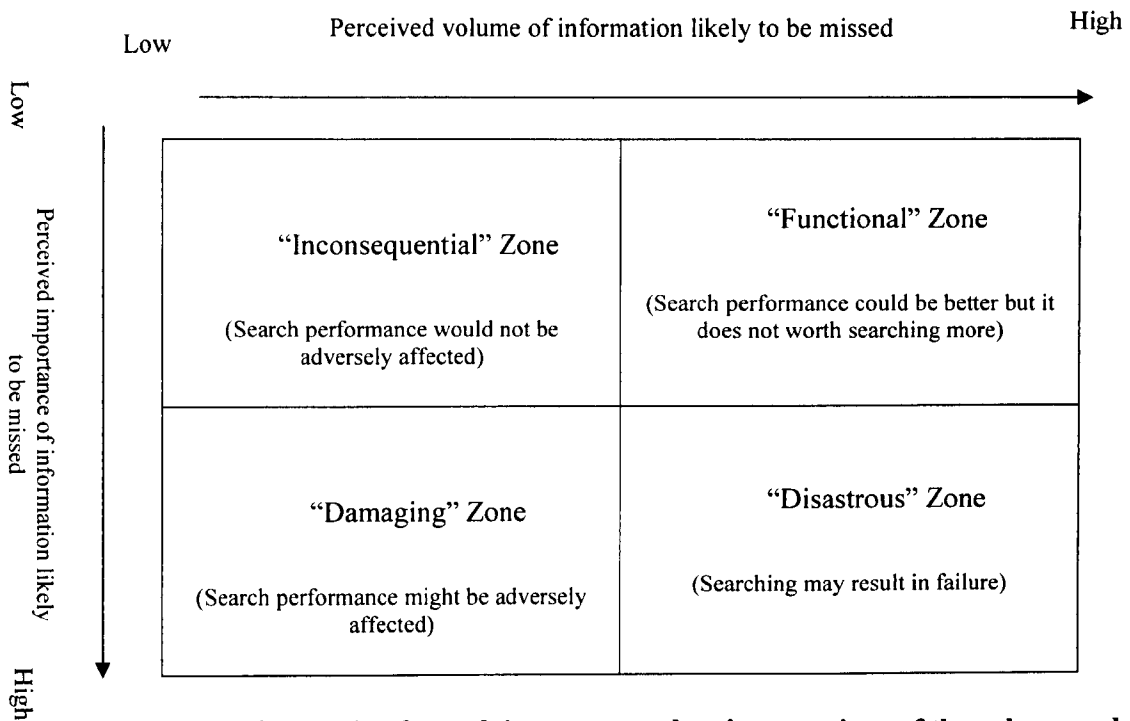 Perceived volume of information likely to be missed
Low
High
Low
Perceived importance of information likely
to be missed
High
“Inconsequential” Zone
(Search performance would not be
adversely affected)
“Functional” Zone
(Search performance could be better but it
does not worth searching more)
“Damaging” Zone
(Search performance might be adversely
affected)
“Disastrous” Zone
(Searching may result in failure)